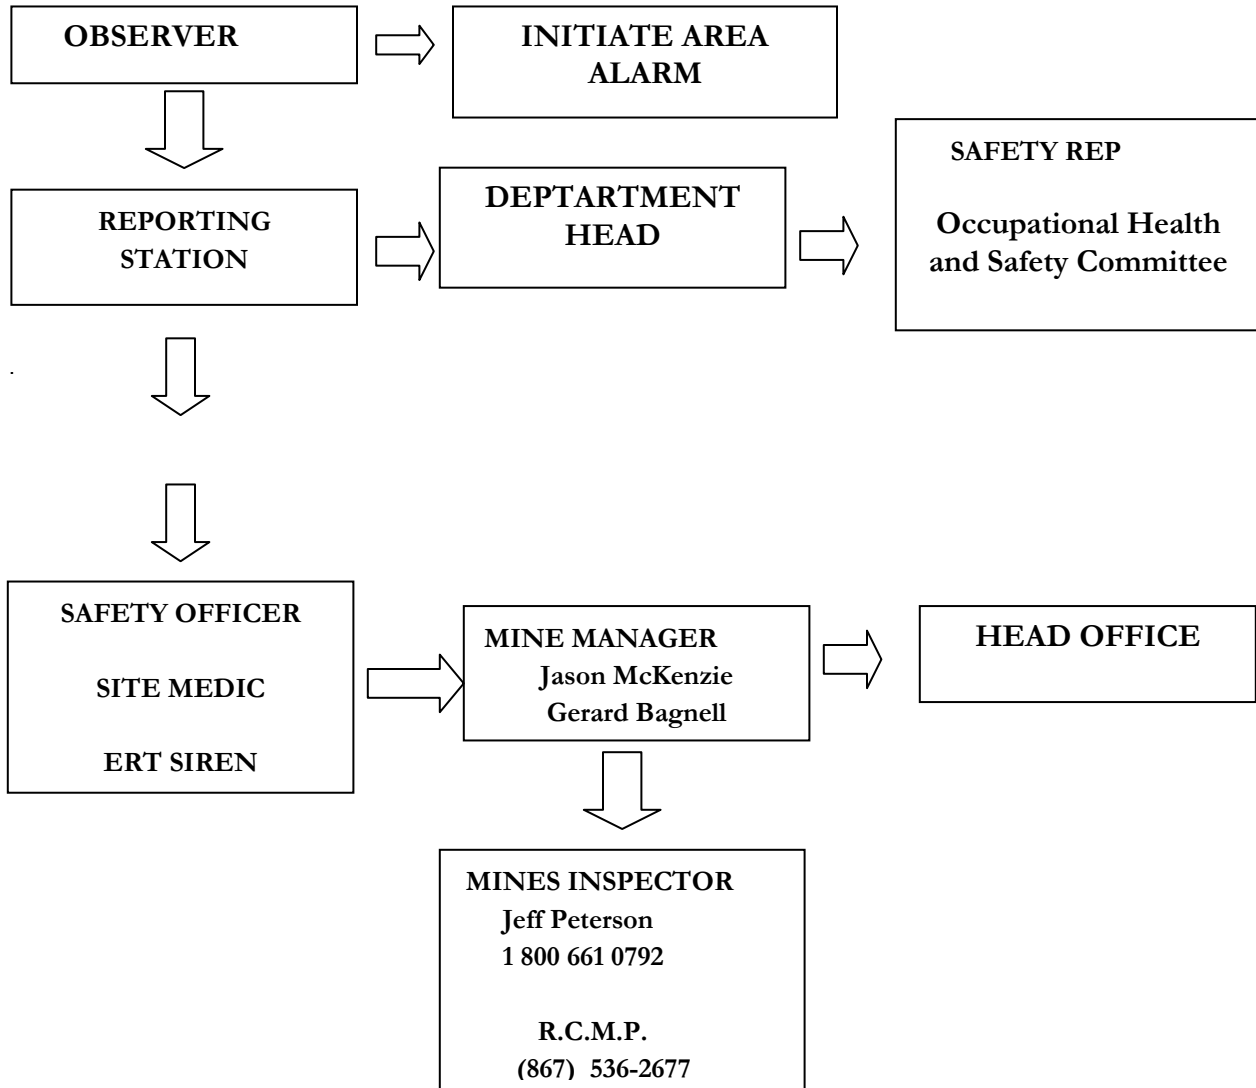 OBSERVER
INITIATE AREA
ALARM
SAFETY REP
Occupational Health
and Safety Committee
REPORTING
STATION
DEPTARTMENT
HEAD
.
SAFETY OFFICER
SITE MEDIC
ERT SIREN
MINE MANAGER
Jason McKenzie
Gerard Bagnell
HEAD OFFICE
MINES INSPECTOR
Jeff Peterson
1 800 661 0792
R.C.M.P.
(867) 536-2677